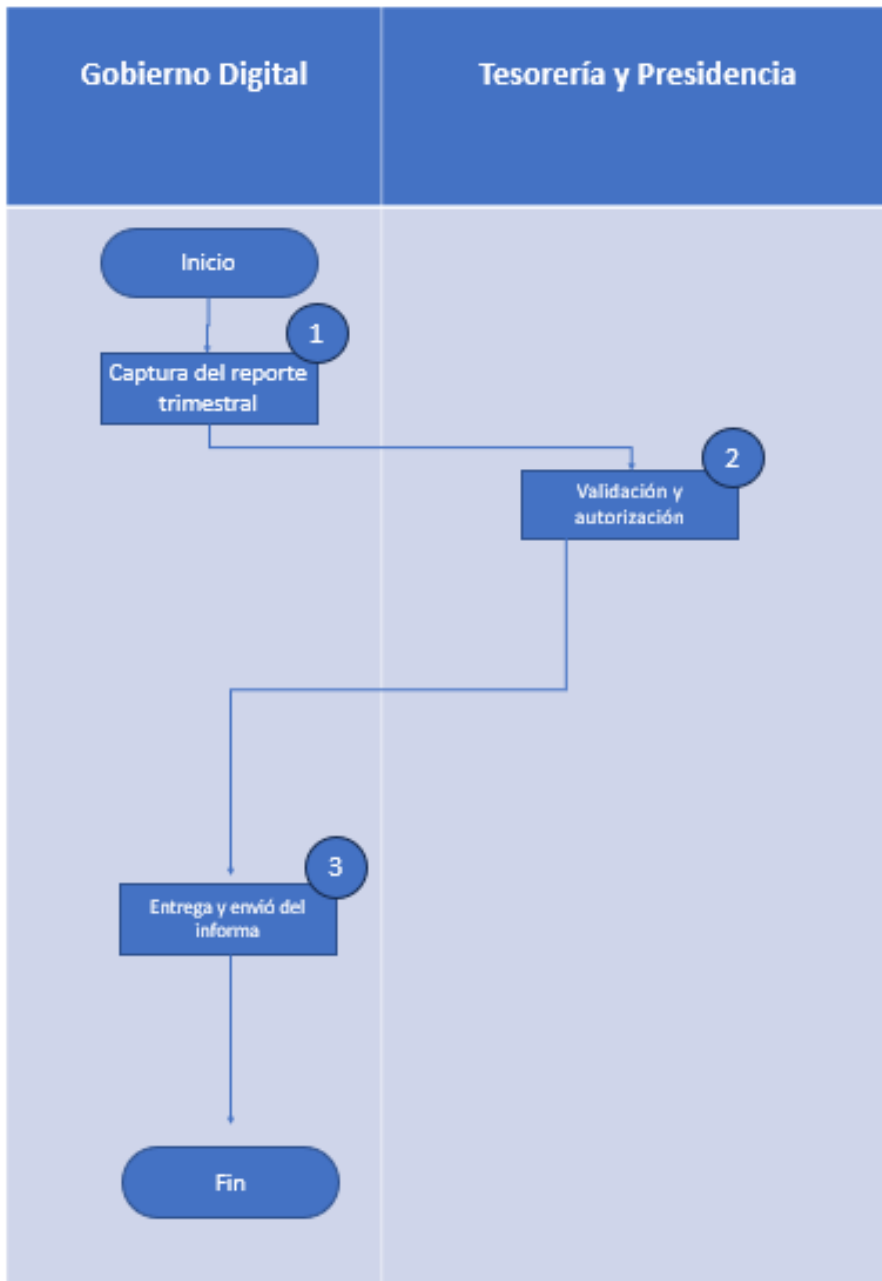 Gobierno Digital
Tesorería y Presidencia
Inicio
1
Captura del reporte
trimestral
2
Validación y
autorización
3
Entrega y envió del
informa
Fin